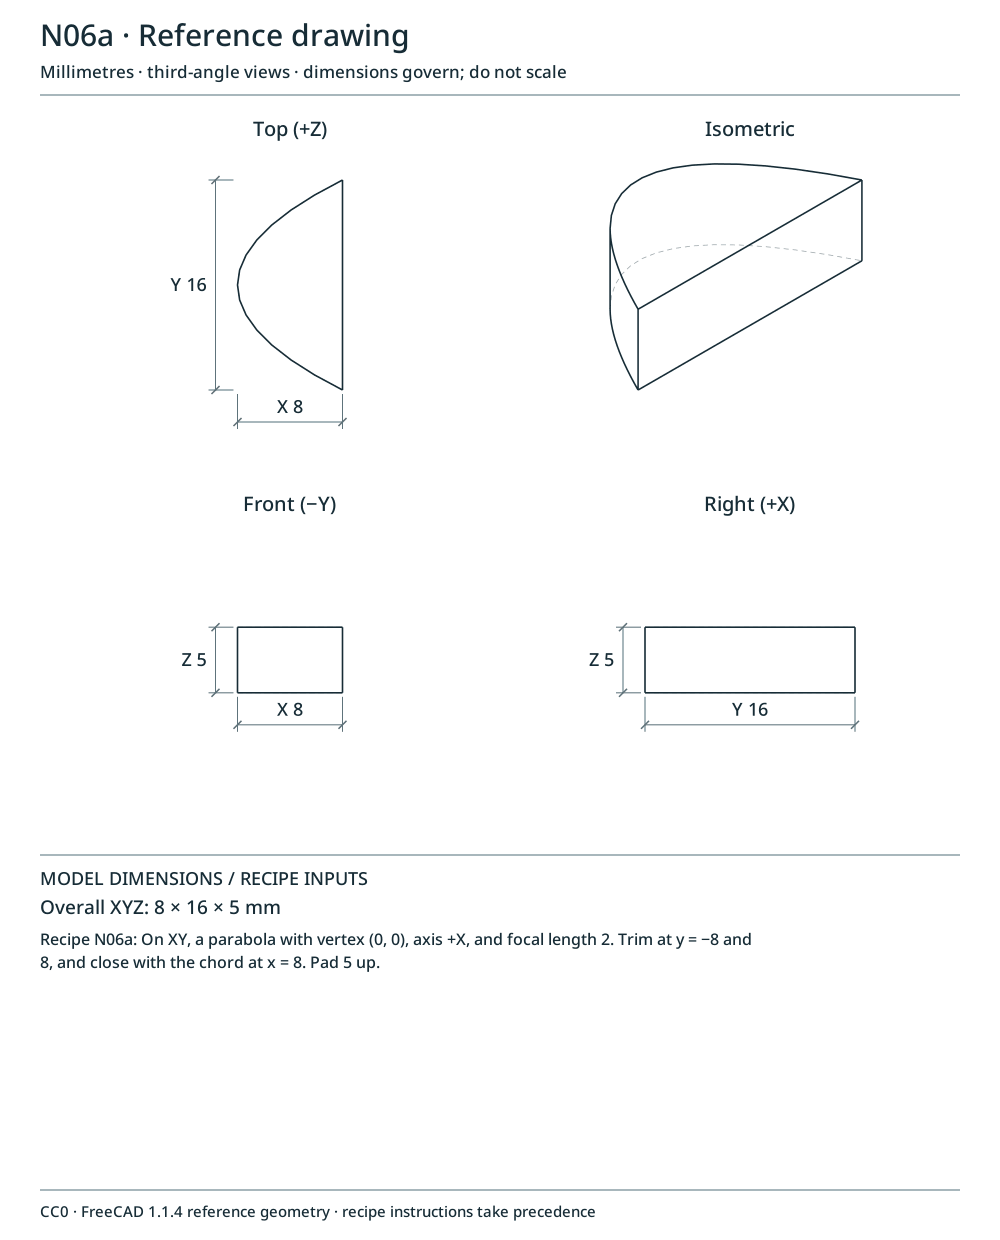 N06a · Reference drawing
Millimetres · third-angle views · dimensions govern; do not scale
Top (+Z)
Isometric
Y 16
X 8
Front (−Y)
Right (+X)
Z 5
X 8
Z 5
Y 16
MODEL DIMENSIONS / RECIPE INPUTS
Overall XYZ: 8 × 16 × 5 mm
Recipe N06a: On XY, a parabola with vertex (0, 0), axis +X, and focal length 2. Trim at y = −8 and
8, and close with the chord at x = 8. Pad 5 up.
CC0 · FreeCAD 1.1.4 reference geometry · recipe instructions take precedence